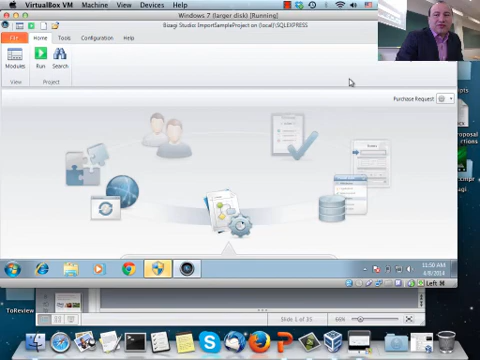 VirtualBox VM Machine View Devices Help
Windows 7 (larger disk) [Running]
Bizagi Studio: ImportSampleProject on (local)\SQLEXPRESS
File Home Tools Configuration Help
Modules Run Search
View Project
Purchase Request
11:50 AM
4/8/2014
Left ⌘
ToReview
Slide 1 of 35
66%